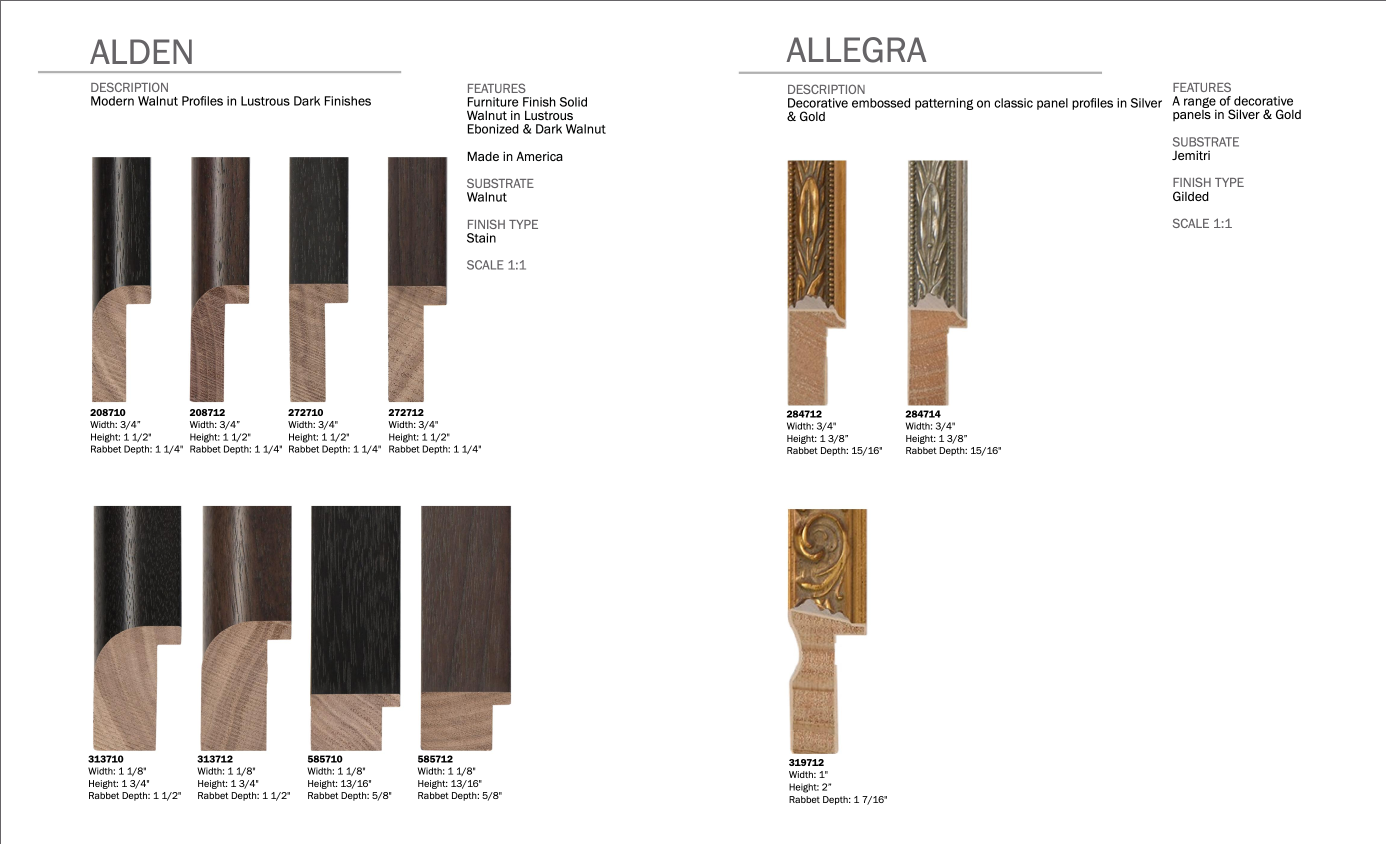 ALDEN
DESCRIPTION
Modern Walnut Profiles in Lustrous Dark Finishes
FEATURES
Furniture Finish Solid
Walnut in Lustrous
Ebonized & Dark Walnut
Made in America
SUBSTRATE
Walnut
FINISH TYPE
Stain
SCALE 1:1
208710
Width: 3/4"
Height: 1 1/2"
Rabbet Depth: 1 1/4"
208712
Width: 3/4"
Height: 1 1/2"
Rabbet Depth: 1 1/4"
272710
Width: 3/4"
Height: 1 1/2"
Rabbet Depth: 1 1/4"
272712
Width: 3/4"
Height: 1 1/2"
Rabbet Depth: 1 1/4"
313710
Width: 1 1/8"
Height: 1 3/4"
Rabbet Depth: 1 1/2"
313712
Width: 1 1/8"
Height: 1 3/4"
Rabbet Depth: 1 1/2"
585710
Width: 1 1/8"
Height: 13/16"
Rabbet Depth: 5/8"
585712
Width: 1 1/8"
Height: 13/16"
Rabbet Depth: 5/8"
ALLEGRA
DESCRIPTION
Decorative embossed patterning on classic panel profiles in Silver
& Gold
FEATURES
A range of decorative
panels in Silver & Gold
SUBSTRATE
Jemitri
FINISH TYPE
Gilded
SCALE 1:1
284712
Width: 3/4"
Height: 1 3/8"
Rabbet Depth: 15/16"
284714
Width: 3/4"
Height: 1 3/8”
Rabbet Depth: 15/16"
319712
Width: 1"
Height: 2”
Rabbet Depth: 1 7/16"